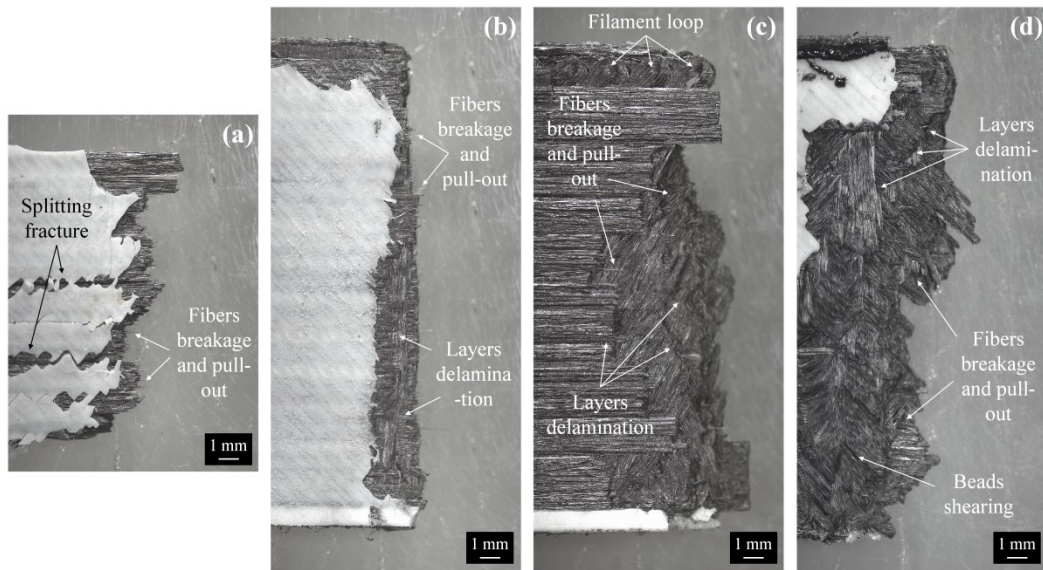 (a)
Splitting
fracture
Fibers
breakage
and pull-
out
1 mm
(b)
Fibers
breakage
and
pull-out
Layers
delamina
-tion
1 mm
(c)
Filament loop
Fibers
breakage
and pull-
out
Layers
delamination
1 mm
(d)
Layers
delami-
nation
Fibers
breakage
and pull-
out
Beads
shearing
1 mm